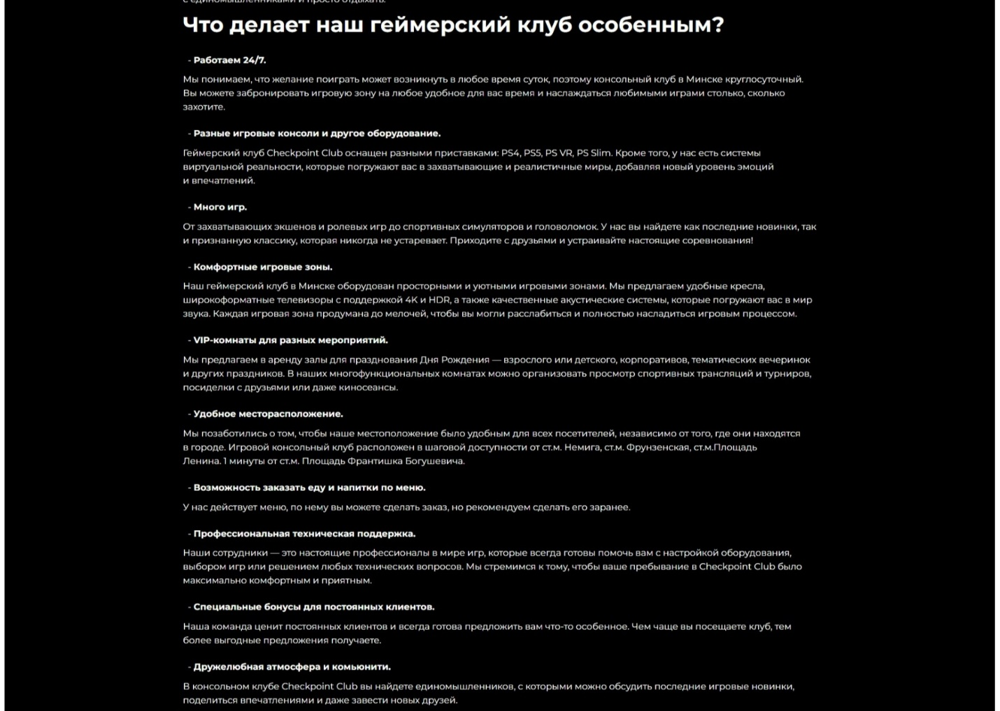 с единомышленниками и просто отдыхать.
Что делает наш геймерский клуб особенным?
- Работаем 24/7.
Мы понимаем, что желание поиграть может возникнуть в любое время суток, поэтому консольный клуб в Минске круглосуточный.
Вы можете забронировать игровую зону на любое удобное для вас время и наслаждаться любимыми играми столько, сколько
захотите.
- Разные игровые консоли и другое оборудование.
Геймерский клуб Checkpoint Club оснащен разными приставками: PS4, PS5, PS VR, PS Slim. Кроме того, у нас есть системы
виртуальной реальности, которые погружают вас в захватывающие и реалистичные миры, добавляя новый уровень эмоций
и впечатлений.
- Много игр.
От захватывающих экшенов и ролевых игр до спортивных симуляторов и головоломок. У нас вы найдете как последние новинки, так
и признанную классику, которая никогда не устаревает. Приходите с друзьями и устраивайте настоящие соревнования!
- Комфортные игровые зоны.
Наш геймерский клуб в Минске оборудован просторными и уютными игровыми зонами. Мы предлагаем удобные кресла,
широкоформатные телевизоры с поддержкой 4K и HDR, а также качественные акустические системы, которые погружают вас в мир
звука. Каждая игровая зона продумана до мелочей, чтобы вы могли расслабиться и полностью насладиться игровым процессом.
- VIP-комнаты для разных мероприятий.
Мы предлагаем в аренду залы для празднования Дня Рождения — взрослого или детского, корпоративов, тематических вечеринок
и других праздников. В наших многофункциональных комнатах можно организовать просмотр спортивных трансляций и турниров,
посиделки с друзьями или даже киносеансы.
- Удобное месторасположение.
Мы позаботились о том, чтобы наше местоположение было удобным для всех посетителей, независимо от того, где они находятся
в городе. Игровой консольный клуб расположен в шаговой доступности от ст.м. Немига, ст.м. Фрунзенская, ст.м.Площадь
Ленина. 1 минуты от ст.м. Площадь Франтишка Богушевича.
- Возможность заказать еду и напитки по меню.
У нас действует меню, по нему вы можете сделать заказ, но рекомендуем сделать его заранее.
- Профессиональная техническая поддержка.
Наши сотрудники — это настоящие профессионалы в мире игр, которые всегда готовы помочь вам с настройкой оборудования,
выбором игр или решением любых технических вопросов. Мы стремимся к тому, чтобы ваше пребывание в Checkpoint Club было
максимально комфортным и приятным.
- Специальные бонусы для постоянных клиентов.
Наша команда ценит постоянных клиентов и всегда готова предложить вам что-то особенное. Чем чаще вы посещаете клуб, тем
более выгодные предложения получаете.
- Дружелюбная атмосфера и комьюнити.
В консольном клубе Checkpoint Club вы найдете единомышленников, с которыми можно обсудить последние игровые новинки,
поделиться впечатлениями и даже завести новых друзей.